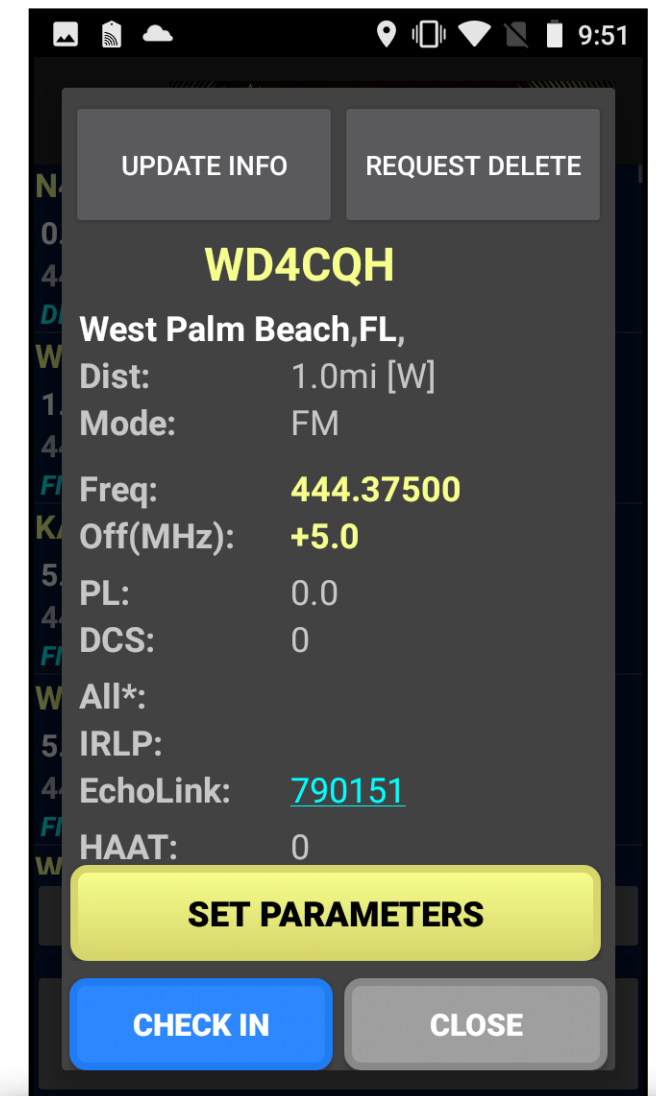 9:51
UPDATE INFO REQUEST DELETE
WD4CQH
West Palm Beach,FL,
Dist: 1.0mi [W]
Mode: FM
Freq: 444.37500
Off(MHz): +5.0
PL: 0.0
DCS: 0
All*:
IRLP:
EchoLink: 790151
HAAT: 0
SET PARAMETERS
CHECK IN CLOSE